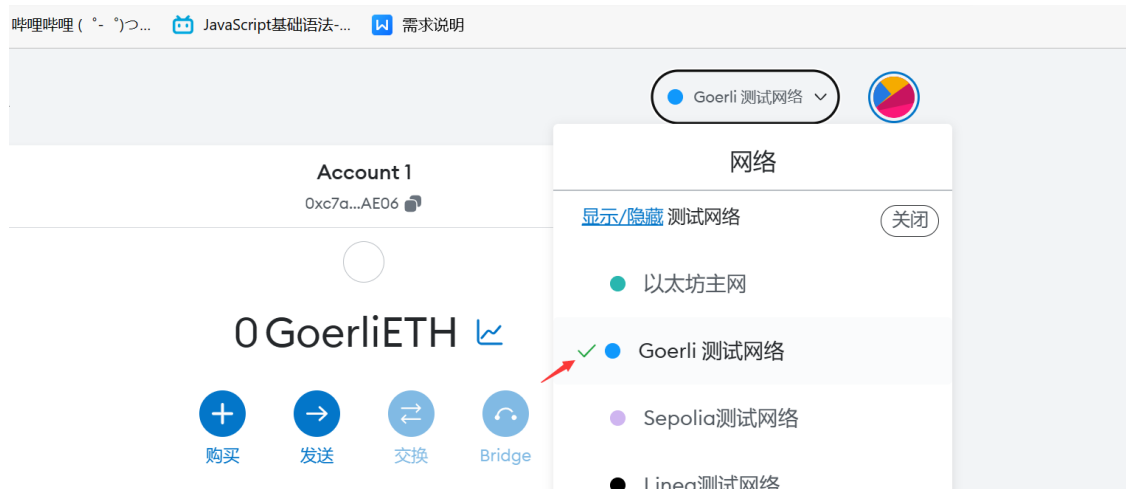 哔哩哔哩 (゜-゜)つ... JavaScript基础语法-... 需求说明
Goerli 测试网络
Account 1
0xc7a...AE06
0 GoerliETH
购买 发送 交换 Bridge
网络
显示/隐藏 测试网络 关闭
以太坊主网
Goerli 测试网络
Sepolia测试网络
Linea测试网络